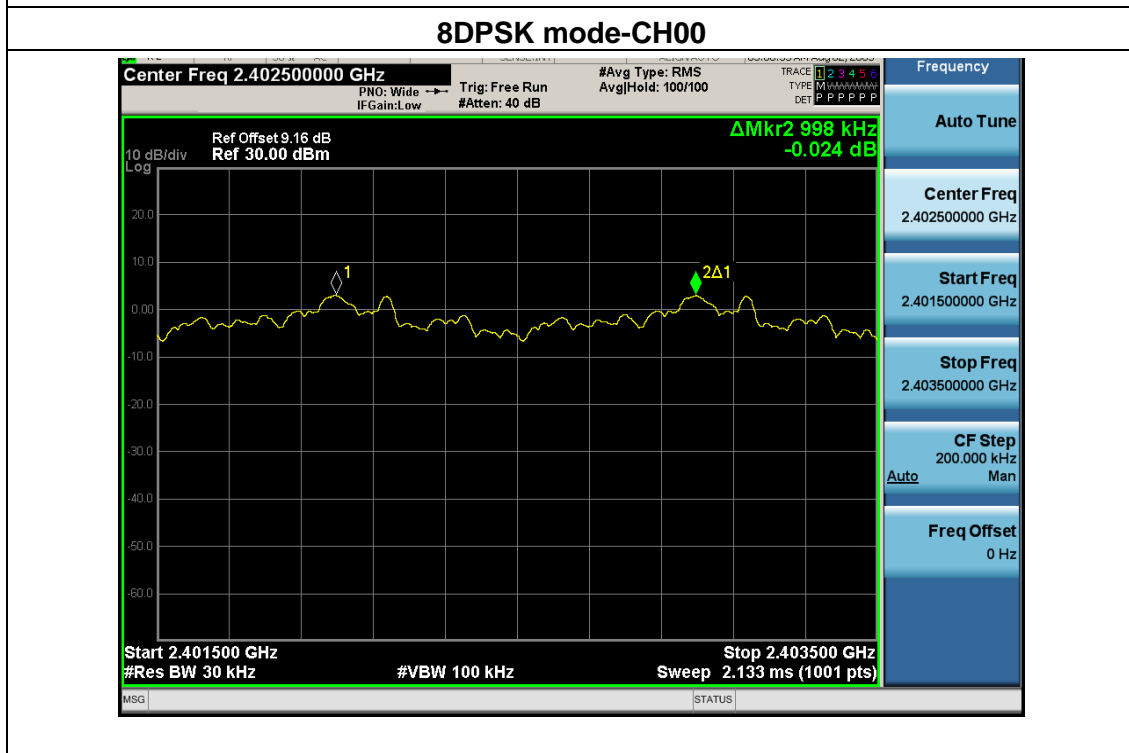 8DPSK mode-CH00
Center Freq 2.402500000 GHz
PNO: Wide
IFGain:Low
Trig: Free Run
#Atten: 40 dB
#Avg Type: RMS
Avg|Hold: 100/100
TRACE 1 2 3 4 5 6
TYPE M
DET P P P P P P
Frequency
ΔMkr2 998 kHz
-0.024 dB
Ref Offset 9.16 dB
10 dB/div Ref 30.00 dBm
Log
20.0
10.0
0.00
-10.0
-20.0
-30.0
-40.0
-50.0
-60.0
1
2Δ1
Start 2.401500 GHz
Stop 2.403500 GHz
#Res BW 30 kHz
#VBW 100 kHz
Sweep 2.133 ms (1001 pts)
MSG
STATUS
Auto Tune
Center Freq
2.402500000 GHz
Start Freq
2.401500000 GHz
Stop Freq
2.403500000 GHz
CF Step
200.000 kHz
Auto Man
Freq Offset
0 Hz